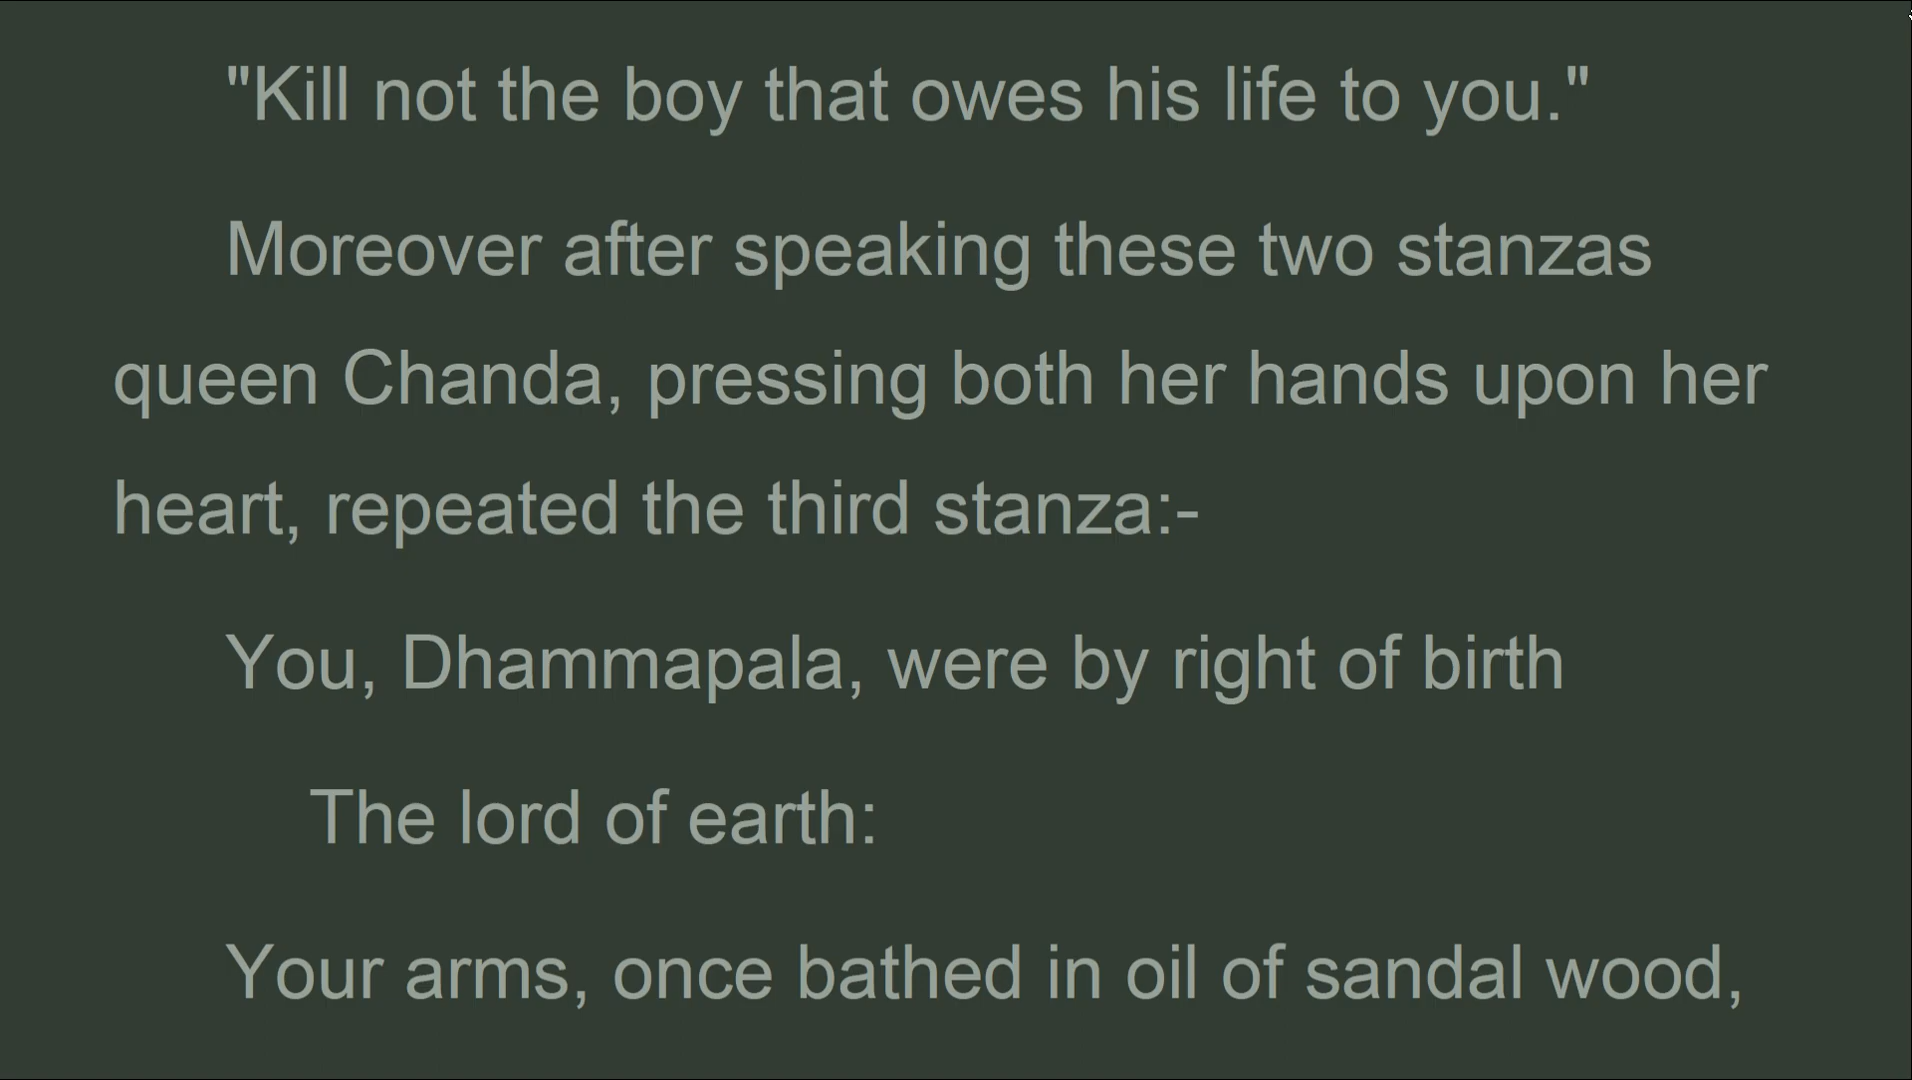 "Kill not the boy that owes his life to you."
Moreover after speaking these two stanzas
queen Chanda, pressing both her hands upon her
heart, repeated the third stanza:-
You, Dhammapala, were by right of birth
The lord of earth:
Your arms, once bathed in oil of sandal wood,